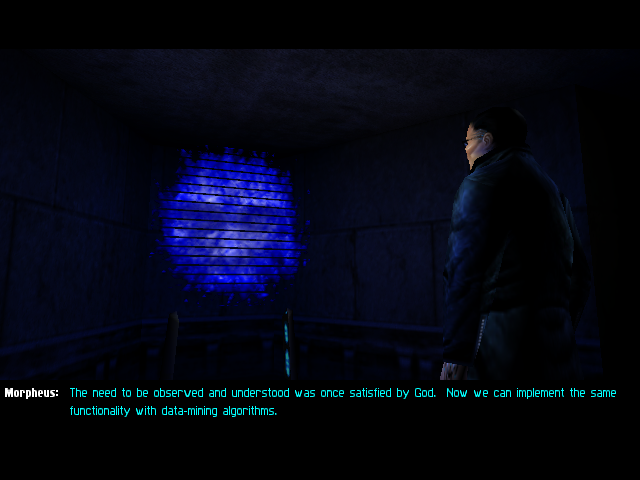 Morpheus: The need to be observed and understood was once satisfied by God. Now we can implement the same
functionality with data-mining algorithms.